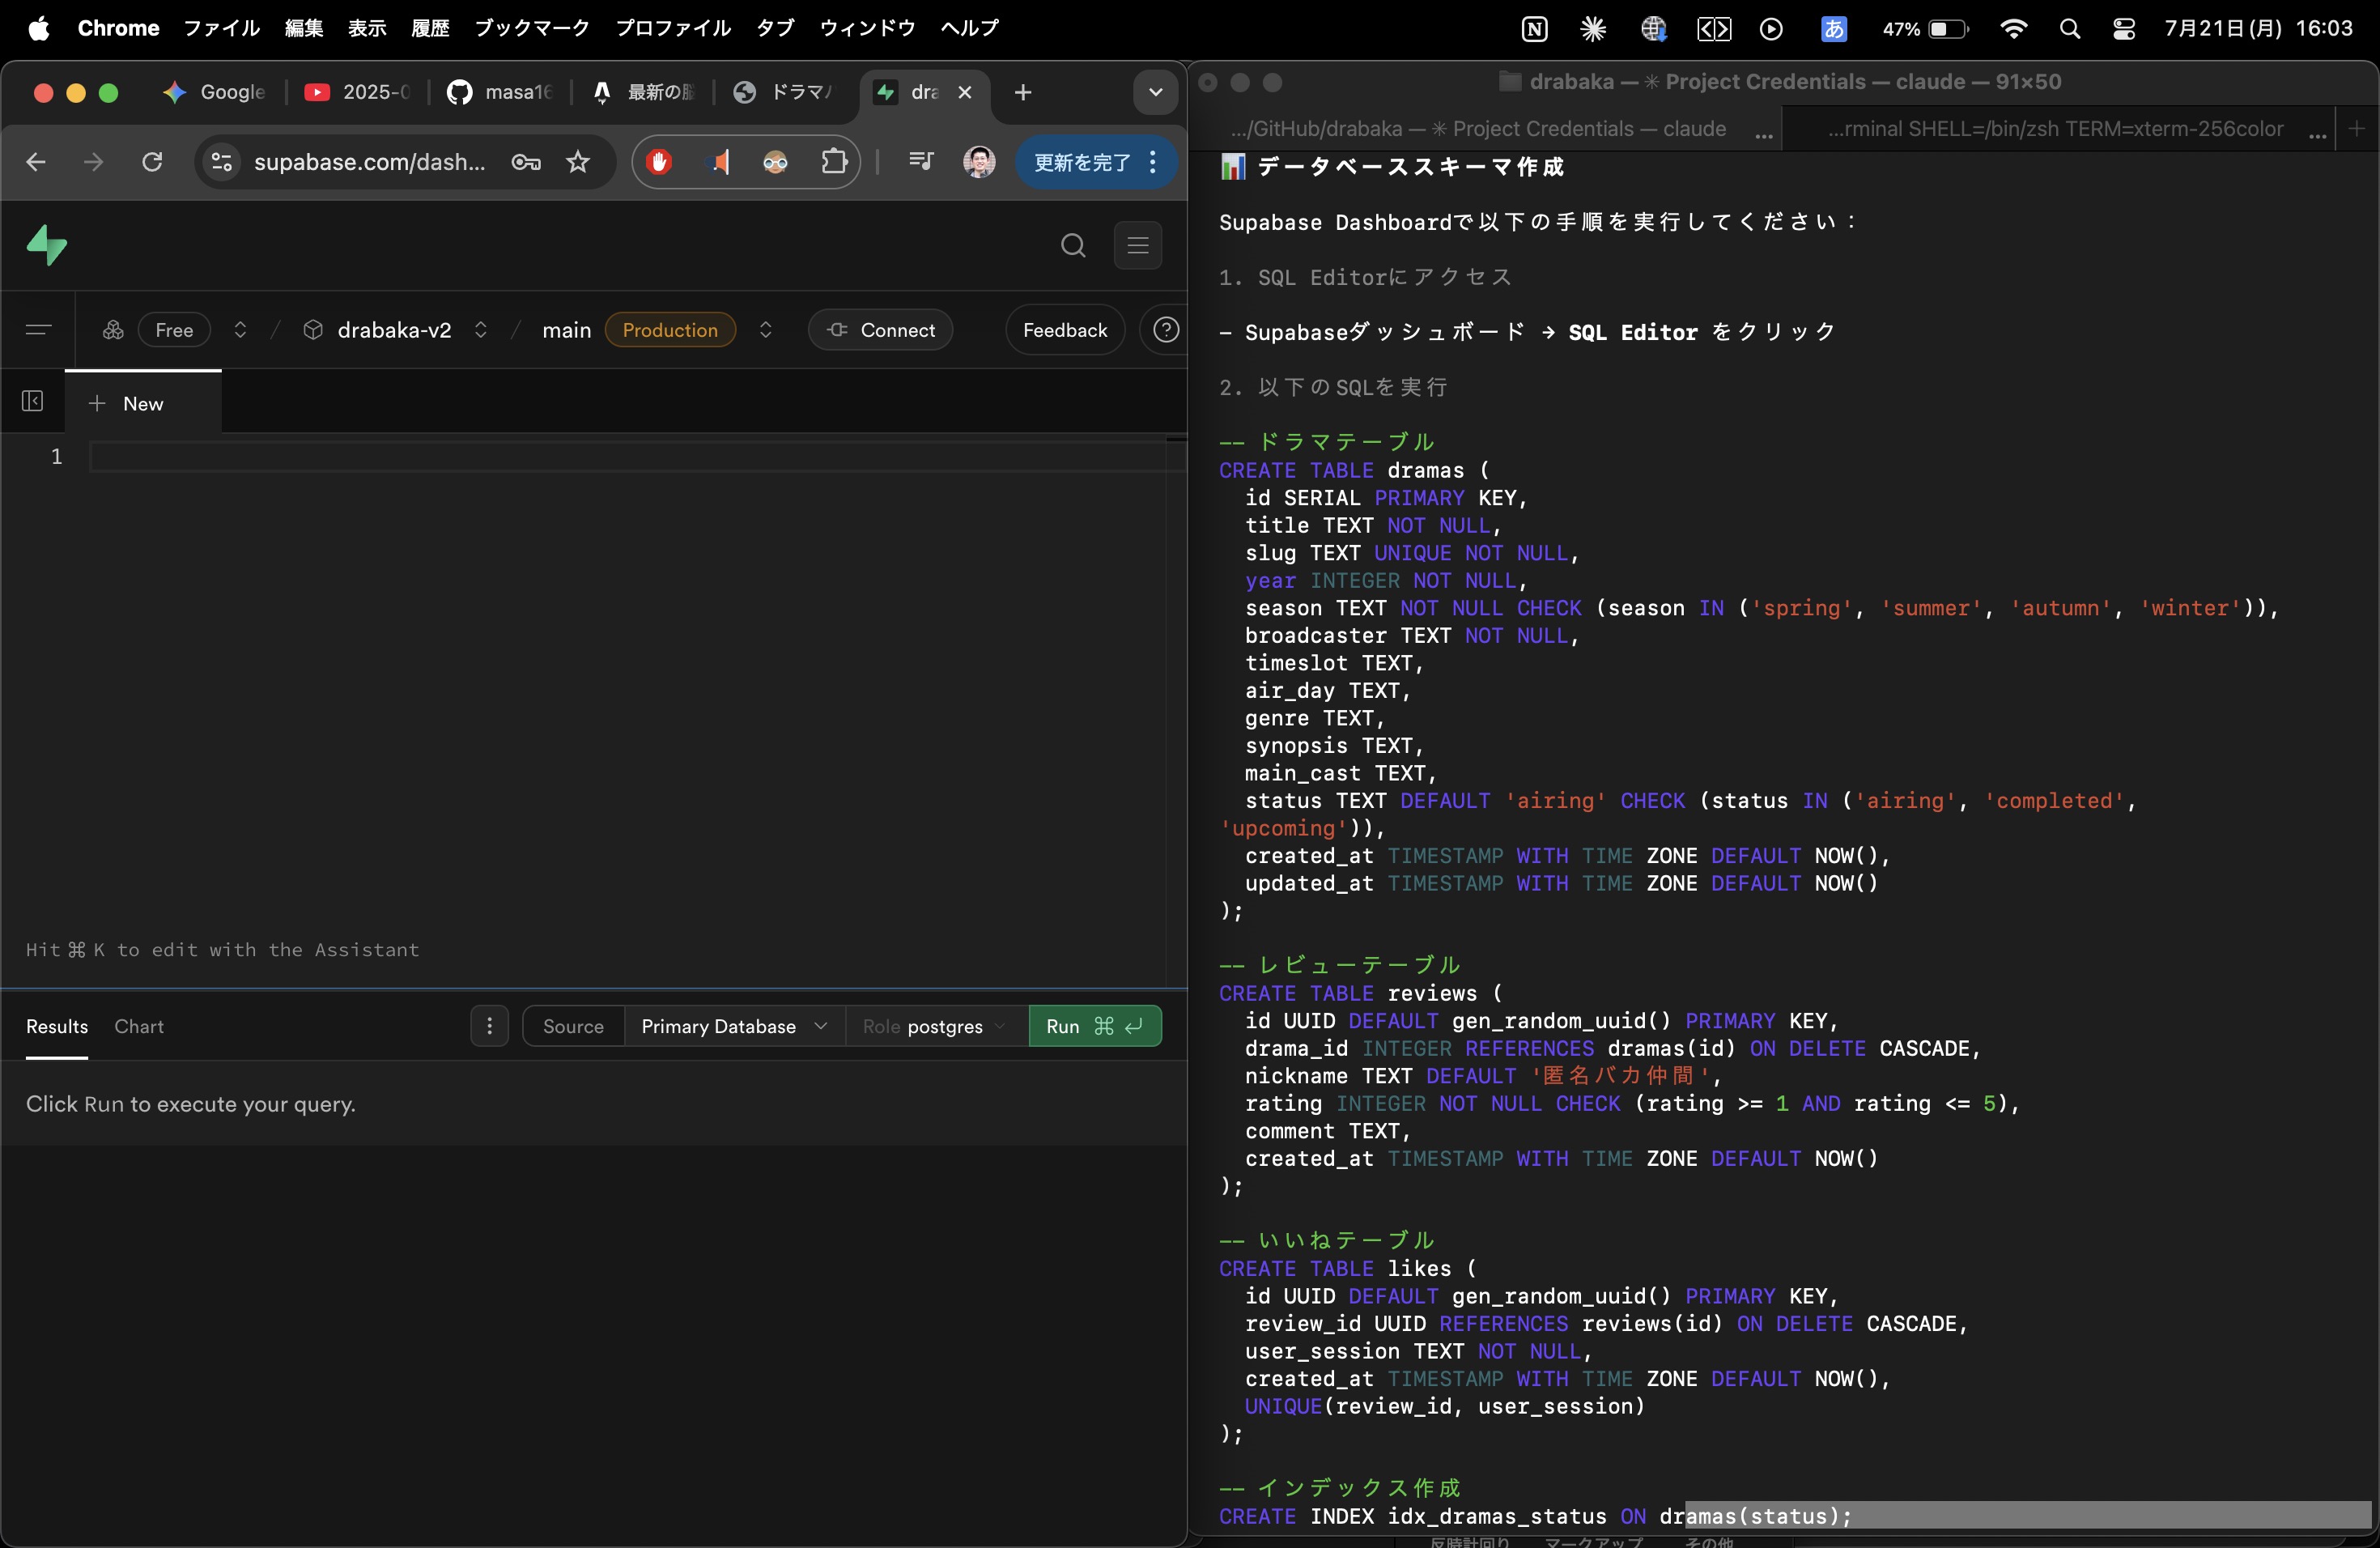 Chrome ファイル 編集 表示 履歴 ブックマーク プロファイル タブ ウィンドウ ヘルプ
あ 47% 7月21日(月) 16:03
Google
2025-0
masa16
最新の
ドラマ
dra
supabase.com/dash...
更新を完了
Free / drabaka-v2 / main Production Connect Feedback
New
1
Hit ⌘ K to edit with the Assistant
Results Chart Source Primary Database Role postgres Run ⌘ ↵
Click Run to execute your query.
drabaka — ✳ Project Credentials — claude — 91×50
.../GitHub/drabaka — ✳ Project Credentials — claude ...
...rminal SHELL=/bin/zsh TERM=xterm-256color ...
📊 データベーススキーマ作成
Supabase Dashboardで以下の手順を実行してください：
1. SQL Editorにアクセス
- Supabaseダッシュボード → SQL Editor をクリック
2. 以下のSQLを実行
-- ドラマテーブル
CREATE TABLE dramas (
id SERIAL PRIMARY KEY,
title TEXT NOT NULL,
slug TEXT UNIQUE NOT NULL,
year INTEGER NOT NULL,
season TEXT NOT NULL CHECK (season IN ('spring', 'summer', 'autumn', 'winter')),
broadcaster TEXT NOT NULL,
timeslot TEXT,
air_day TEXT,
genre TEXT,
synopsis TEXT,
main_cast TEXT,
status TEXT DEFAULT 'airing' CHECK (status IN ('airing', 'completed',
'upcoming')),
created_at TIMESTAMP WITH TIME ZONE DEFAULT NOW(),
updated_at TIMESTAMP WITH TIME ZONE DEFAULT NOW()
);
-- レビューテーブル
CREATE TABLE reviews (
id UUID DEFAULT gen_random_uuid() PRIMARY KEY,
drama_id INTEGER REFERENCES dramas(id) ON DELETE CASCADE,
nickname TEXT DEFAULT '匿名バカ仲間',
rating INTEGER NOT NULL CHECK (rating >= 1 AND rating <= 5),
comment TEXT,
created_at TIMESTAMP WITH TIME ZONE DEFAULT NOW()
);
-- いいねテーブル
CREATE TABLE likes (
id UUID DEFAULT gen_random_uuid() PRIMARY KEY,
review_id UUID REFERENCES reviews(id) ON DELETE CASCADE,
user_session TEXT NOT NULL,
created_at TIMESTAMP WITH TIME ZONE DEFAULT NOW(),
UNIQUE(review_id, user_session)
);
-- インデックス作成
CREATE INDEX idx_dramas_status ON dramas(status);